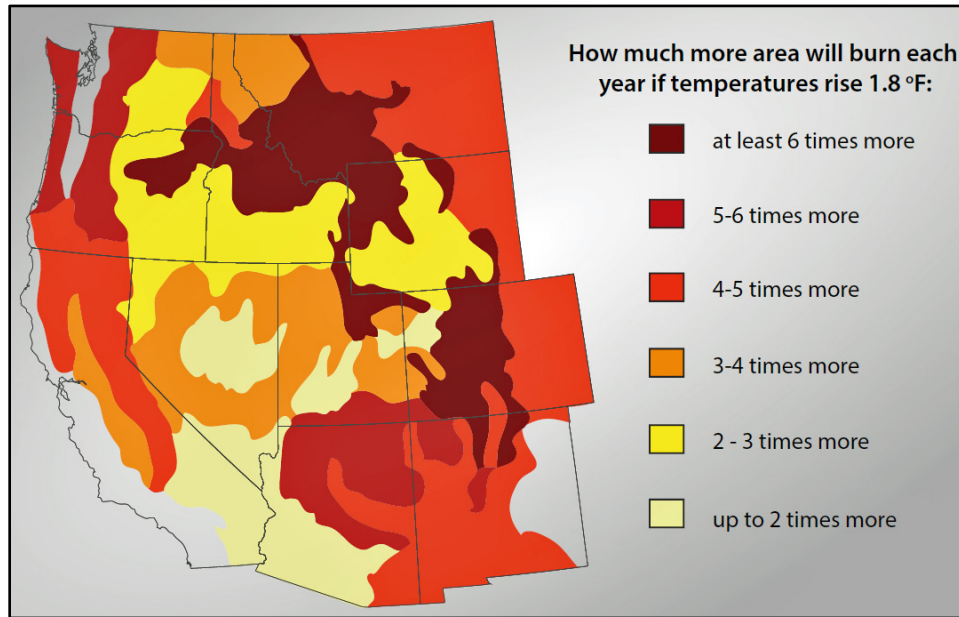 How much more area will burn each
year if temperatures rise 1.8 °F:
at least 6 times more
5-6 times more
4-5 times more
3-4 times more
2 - 3 times more
up to 2 times more